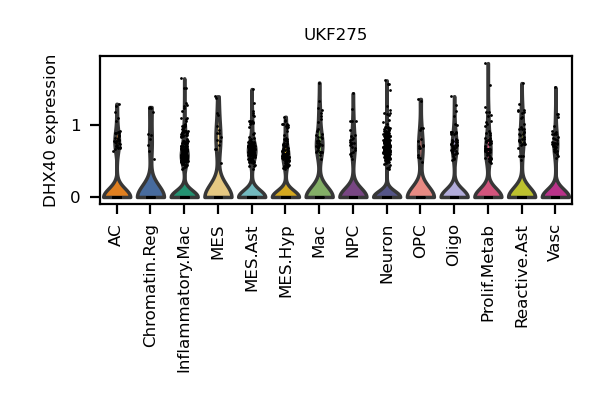 UKF275
DHX40 expression
1
0
AC
Chromatin.Reg
Inflammatory.Mac
MES
MES.Ast
MES.Hyp
Mac
NPC
Neuron
OPC
Oligo
Prolif.Metab
Reactive.Ast
Vasc